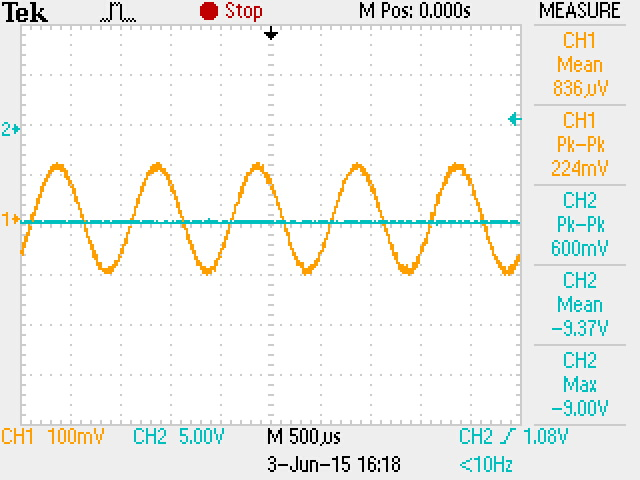 Tek Stop M Pos: 0.000s MEASURE
CH1
Mean
836µV
CH1
Pk-Pk
224mV
CH2
Pk-Pk
600mV
CH2
Mean
-9.37V
CH2
Max
-9.00V
2
1
CH1 100mV CH2 5.00V M 500µs CH2 1.08V
3-Jun-15 16:18 <10Hz